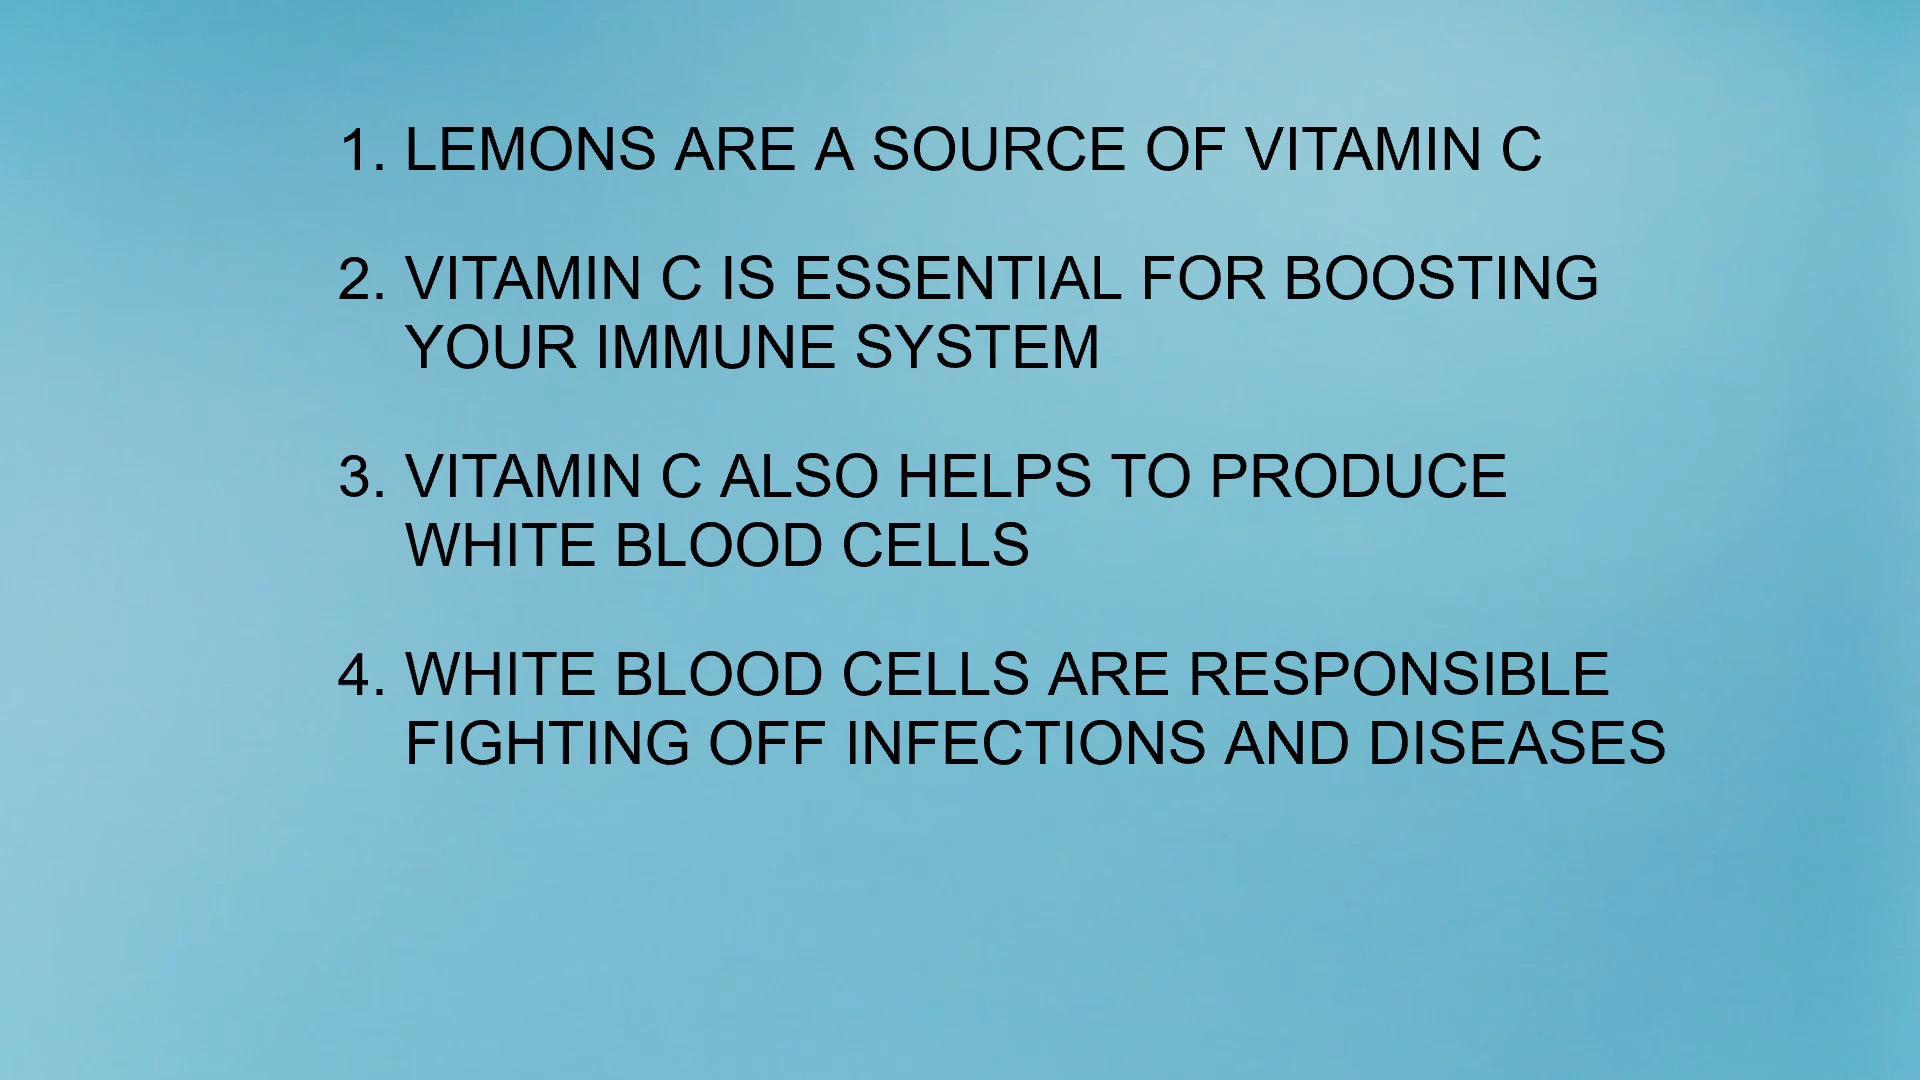 1. LEMONS ARE A SOURCE OF VITAMIN C
2. VITAMIN C IS ESSENTIAL FOR BOOSTING
YOUR IMMUNE SYSTEM
3. VITAMIN C ALSO HELPS TO PRODUCE
WHITE BLOOD CELLS
4. WHITE BLOOD CELLS ARE RESPONSIBLE
FIGHTING OFF INFECTIONS AND DISEASES